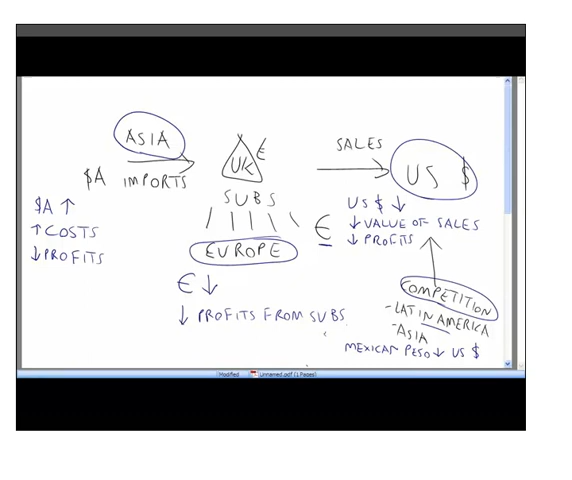 ASIA
$A IMPORTS
$A ↑
↑ COSTS
↓ PROFITS
UK £
SUBS
EUROPE
€ ↓
↓ PROFITS FROM SUBS
€
SALES
US $
US $ ↓
↓ VALUE OF SALES
↓ PROFITS
COMPETITION
- LATIN AMERICA
- ASIA
MEXICAN PESO ↓ US $
Modified
Unnamed.pdf (1 Pages)